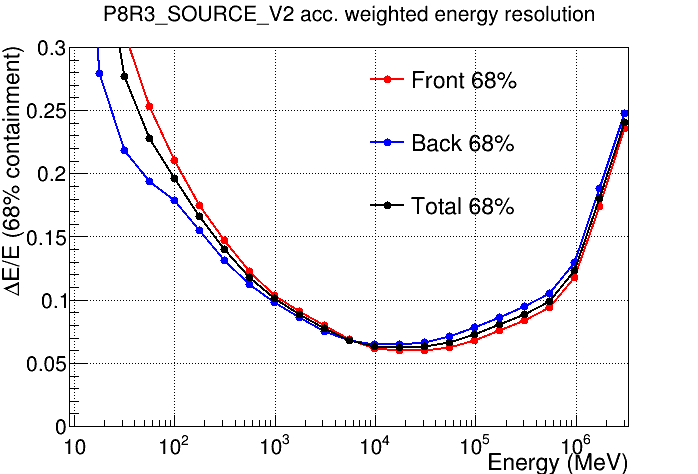 P8R3_SOURCE_V2 acc. weighted energy resolution
ΔE/E (68% containment)
0.3
0.25
0.2
0.15
0.1
0.05
0
Front 68%
Back 68%
Total 68%
10 10² 10³ 10⁴ 10⁵ 10⁶
Energy (MeV)